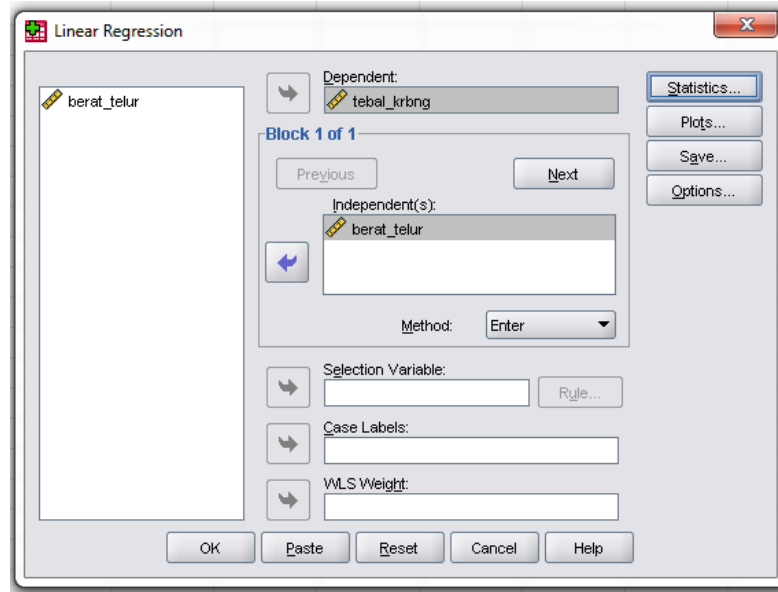 Linear Regression
berat_telur
Dependent:
tebal_krbng
Block 1 of 1
Previous
Next
Independent(s):
berat_telur
Method:
Enter
Selection Variable:
Rule...
Case Labels:
WLS Weight:
Statistics...
Plots...
Save...
Options...
OK
Paste
Reset
Cancel
Help